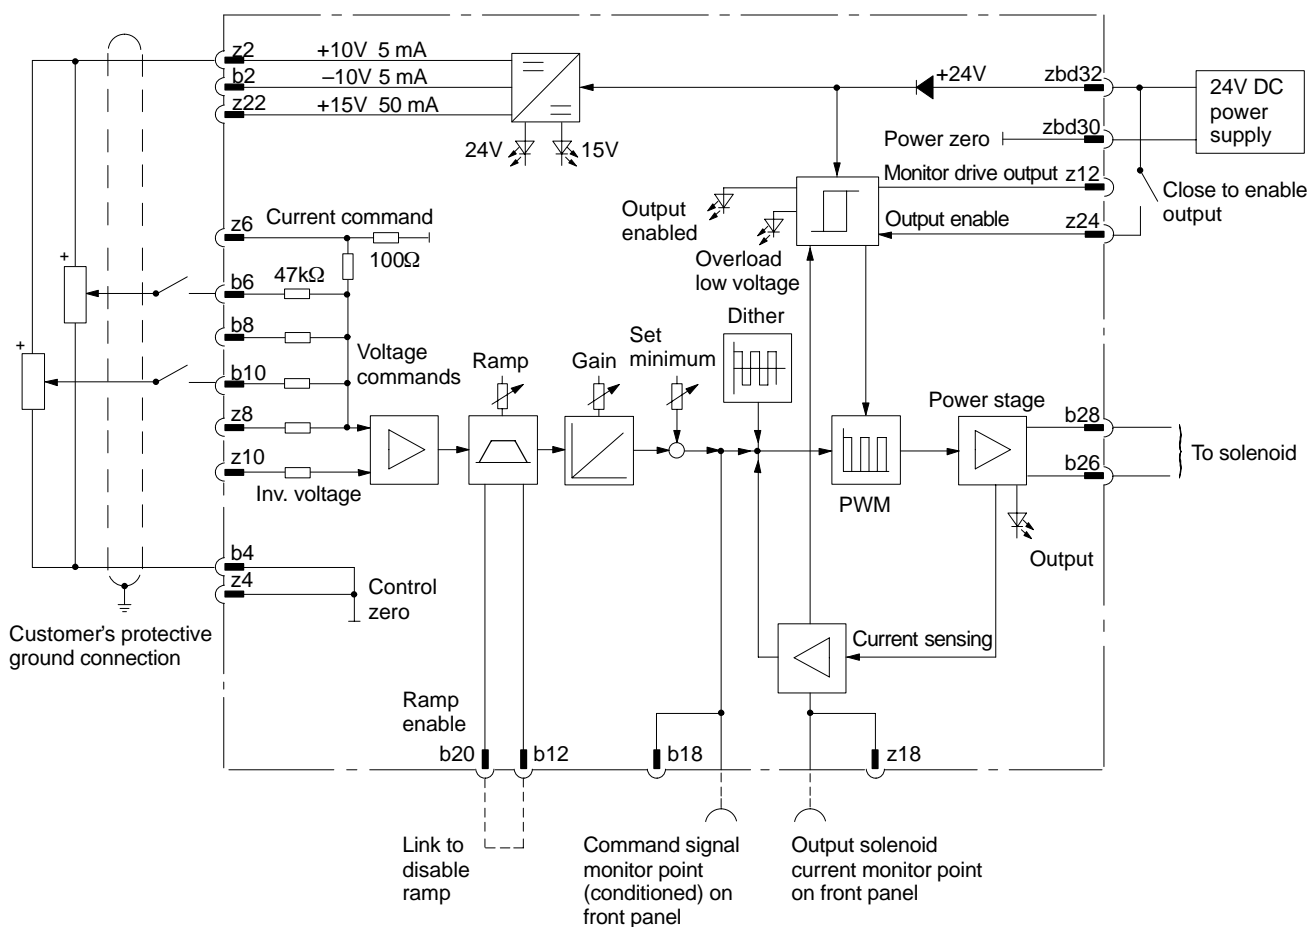 z2
+10V 5 mA
b2
–10V 5 mA
z22
+15V 50 mA
+24V
zbd32
24V DC
power
supply
zbd30
Power zero
24V
15V
Monitor drive output
z12
Close to enable
output
Output
enabled
Output enable
z24
Overload
low voltage
z6
Current command
100Ω
+
b6
47kΩ
b8
+
b10
Voltage
commands
z8
z10
Inv. voltage
Ramp
Gain
Set
minimum
Dither
PWM
Power stage
b28
b26
To solenoid
Output
b4
z4
Control
zero
Customer's protective
ground connection
Current sensing
Ramp
enable
b20
b12
b18
z18
Link to
disable
ramp
Command signal
monitor point
(conditioned) on
front panel
Output solenoid
current monitor point
on front panel